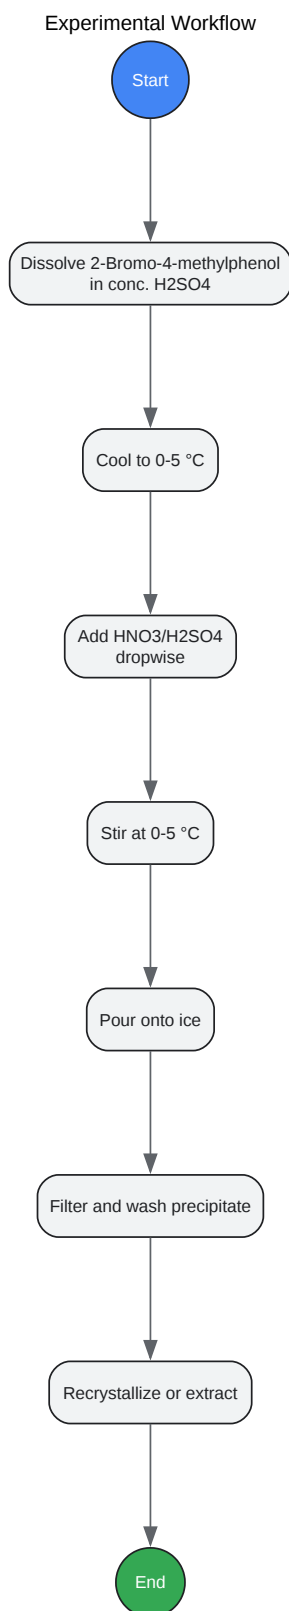 Experimental Workflow
Start
Dissolve 2-Bromo-4-methylphenol
in conc. H2SO4
Cool to 0-5 °C
Add HNO3/H2SO4
dropwise
Stir at 0-5 °C
Pour onto ice
Filter and wash precipitate
Recrystallize or extract
End